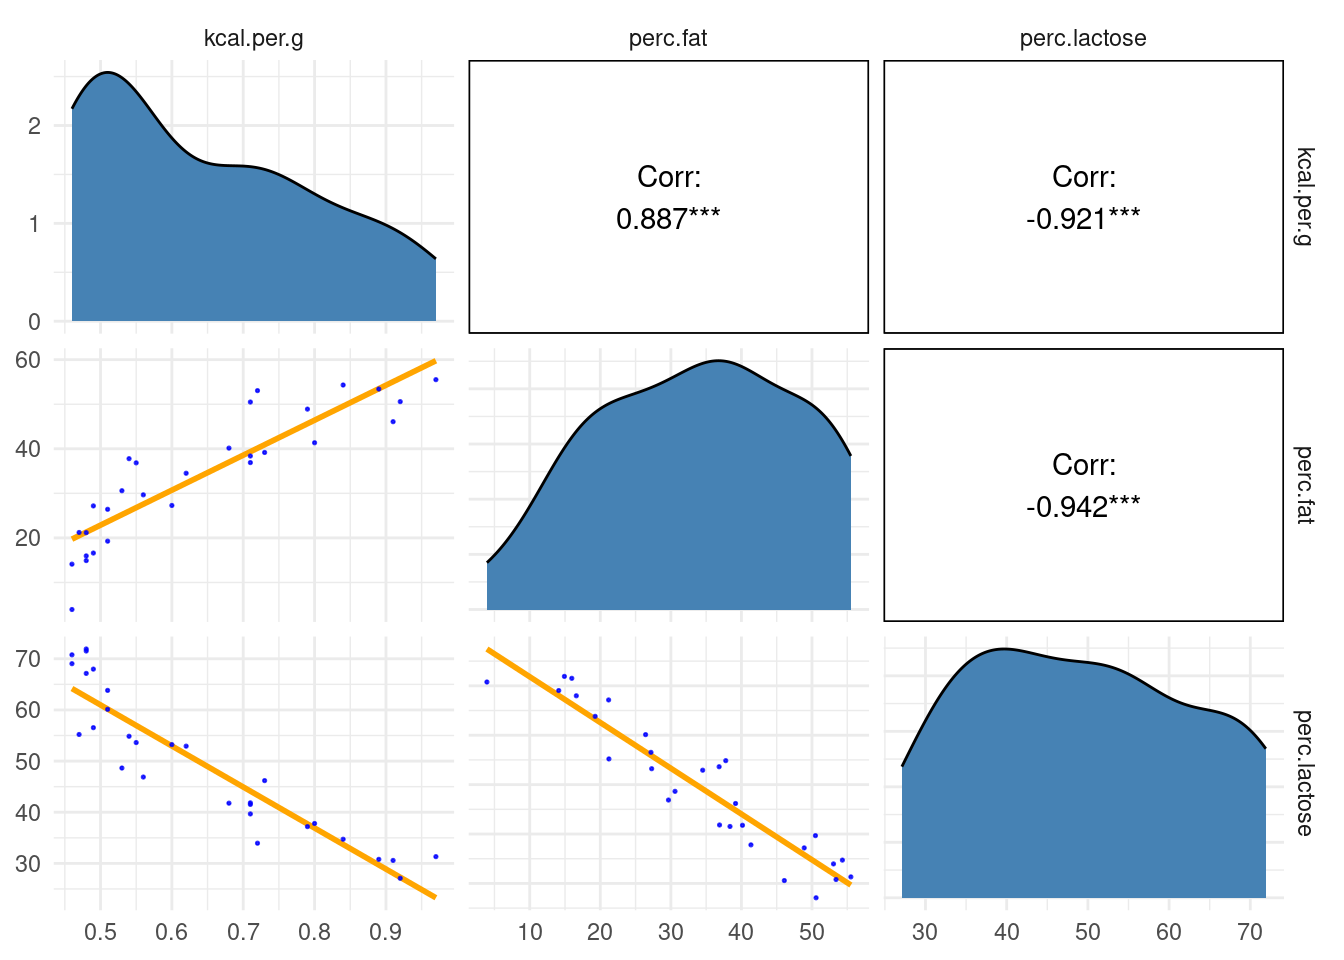 kcal.per.g perc.fat perc.lactose
2
1
0
Corr:
0.887***
Corr:
-0.921***
kcal.per.g
60
40
20
Corr:
-0.942***
perc.fat
70
60
50
40
30
perc.lactose
0.5 0.6 0.7 0.8 0.9 10 20 30 40 50 30 40 50 60 70